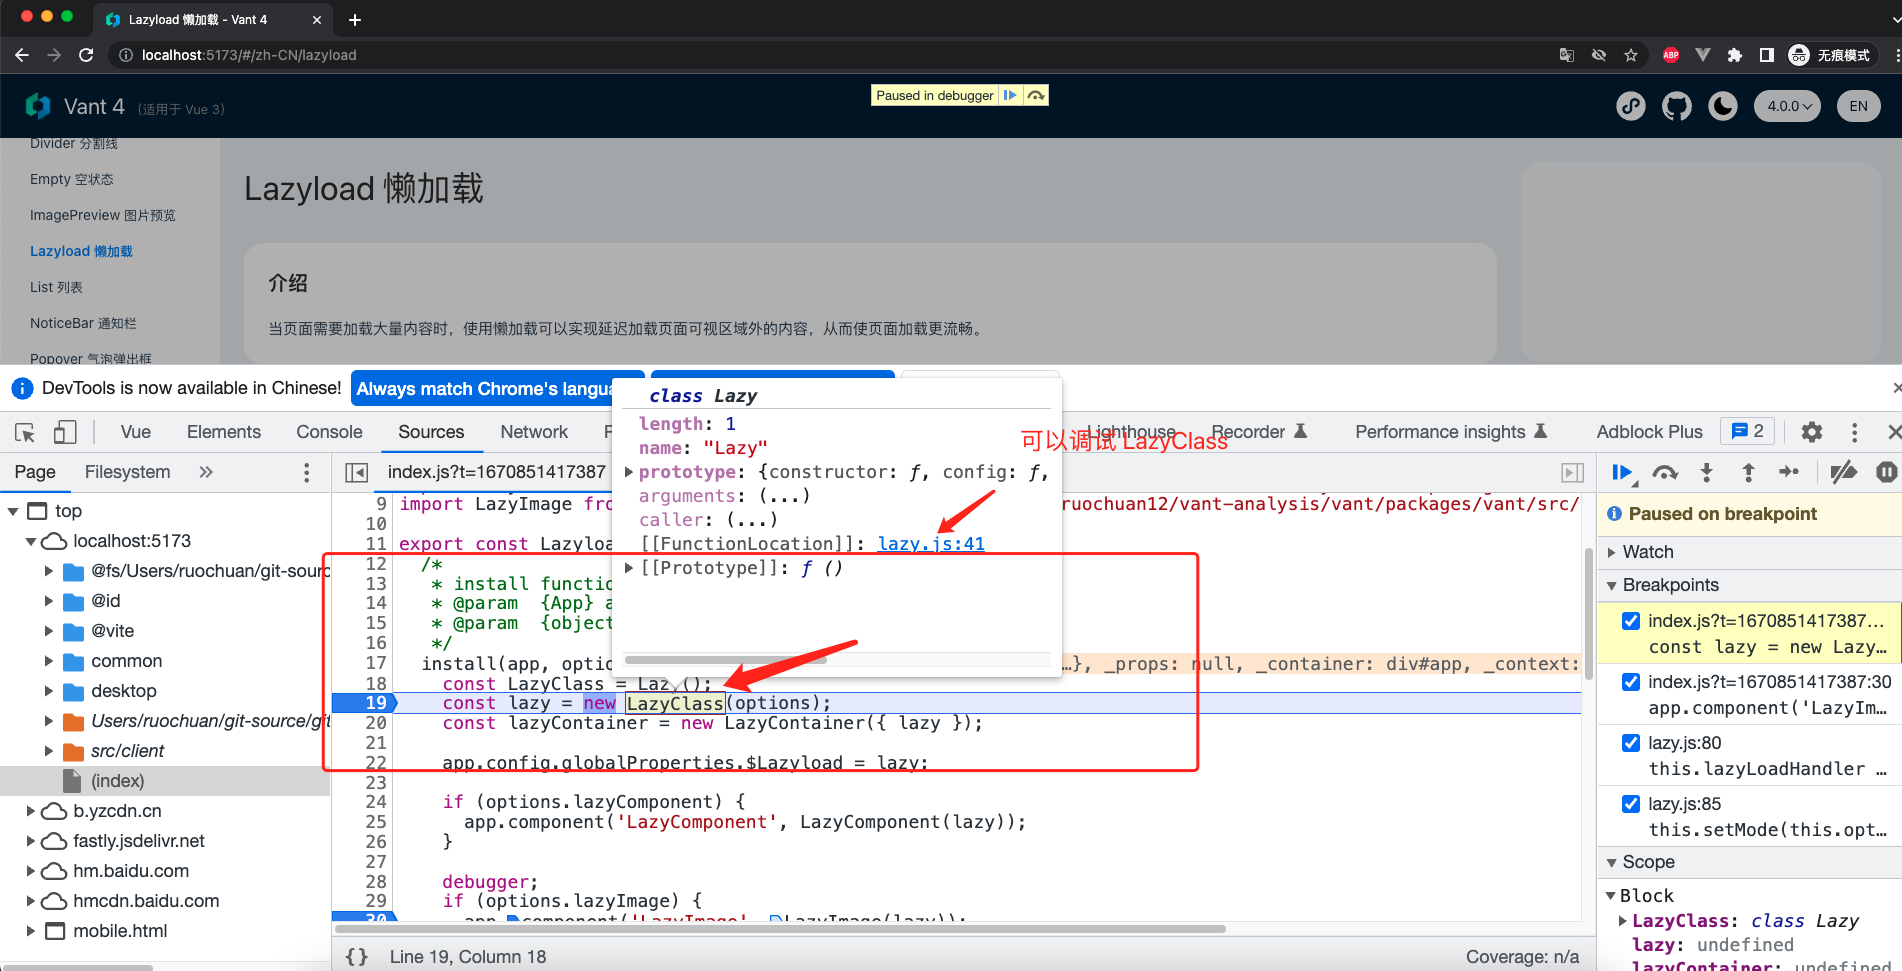 Lazyload 懒加载 - Vant 4
localhost:5173/#/zh-CN/lazyload
ABP
无痕模式
Vant 4 (适用于 Vue 3)
Paused in debugger
4.0.0
EN
Divider 分割线
Empty 空状态
ImagePreview 图片预览
Lazyload 懒加载
List 列表
NoticeBar 通知栏
Popover 气泡弹出框
Lazyload 懒加载
介绍
当页面需要加载大量内容时，使用懒加载可以实现延迟加载页面可视区域外的内容，从而使页面加载更流畅。
DevTools is now available in Chinese!
Always match Chrome's langua
Vue
Elements
Console
Sources
Network
Lighthouse
Recorder
Performance insights
Adblock Plus
2
可以调试 LazyClass
Page
Filesystem
index.js?t=1670851417387
top
localhost:5173
@fs/Users/ruochuan/git-sourc
@id
@vite
common
desktop
Users/ruochuan/git-source/git
src/client
(index)
b.yzcdn.cn
fastly.jsdelivr.net
hm.baidu.com
hmcdn.baidu.com
mobile.html
class Lazy
length: 1
name: "Lazy"
prototype: {constructor: ƒ, config: ƒ,
arguments: (...)
caller: (...)
[[FunctionLocation]]: lazy.js:41
[[Prototype]]: ƒ ()
9 import LazyImage fro ruochuan12/vant-analysis/vant/packages/vant/src/
10
11 export const Lazyloa
12 /*
13 * install functio
14 * @param {App} a
15 * @param {object
16 */
17 install(app, optio …}, _props: null, _container: div#app, _context:
18 const LazyClass = Lazy();
19 const lazy = new LazyClass(options);
20 const lazyContainer = new LazyContainer({ lazy });
21
22 app.config.globalProperties.$Lazyload = lazy;
23
24 if (options.lazyComponent) {
25 app.component('LazyComponent', LazyComponent(lazy));
26 }
27
28 debugger;
29 if (options.lazyImage) {
30 app.component('LazyImage', LazyImage(lazy));
{} Line 19, Column 18
Coverage: n/a
Paused on breakpoint
Watch
Breakpoints
index.js?t=1670851417387…
const lazy = new Lazy…
index.js?t=1670851417387:30
app.component('LazyIm…
lazy.js:80
this.lazyLoadHandler …
lazy.js:85
this.setMode(this.opt…
Scope
Block
LazyClass: class Lazy
lazy: undefined
lazyContainer: undefined